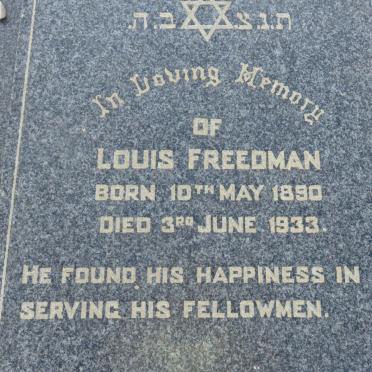 ת.נ.צ.ב.ה.
In Loving Memory
OF
LOUIS FREEDMAN
BORN 10TH MAY 1890
DIED 3RD JUNE 1933.
HE FOUND HIS HAPPINESS IN
SERVING HIS FELLOWMEN.